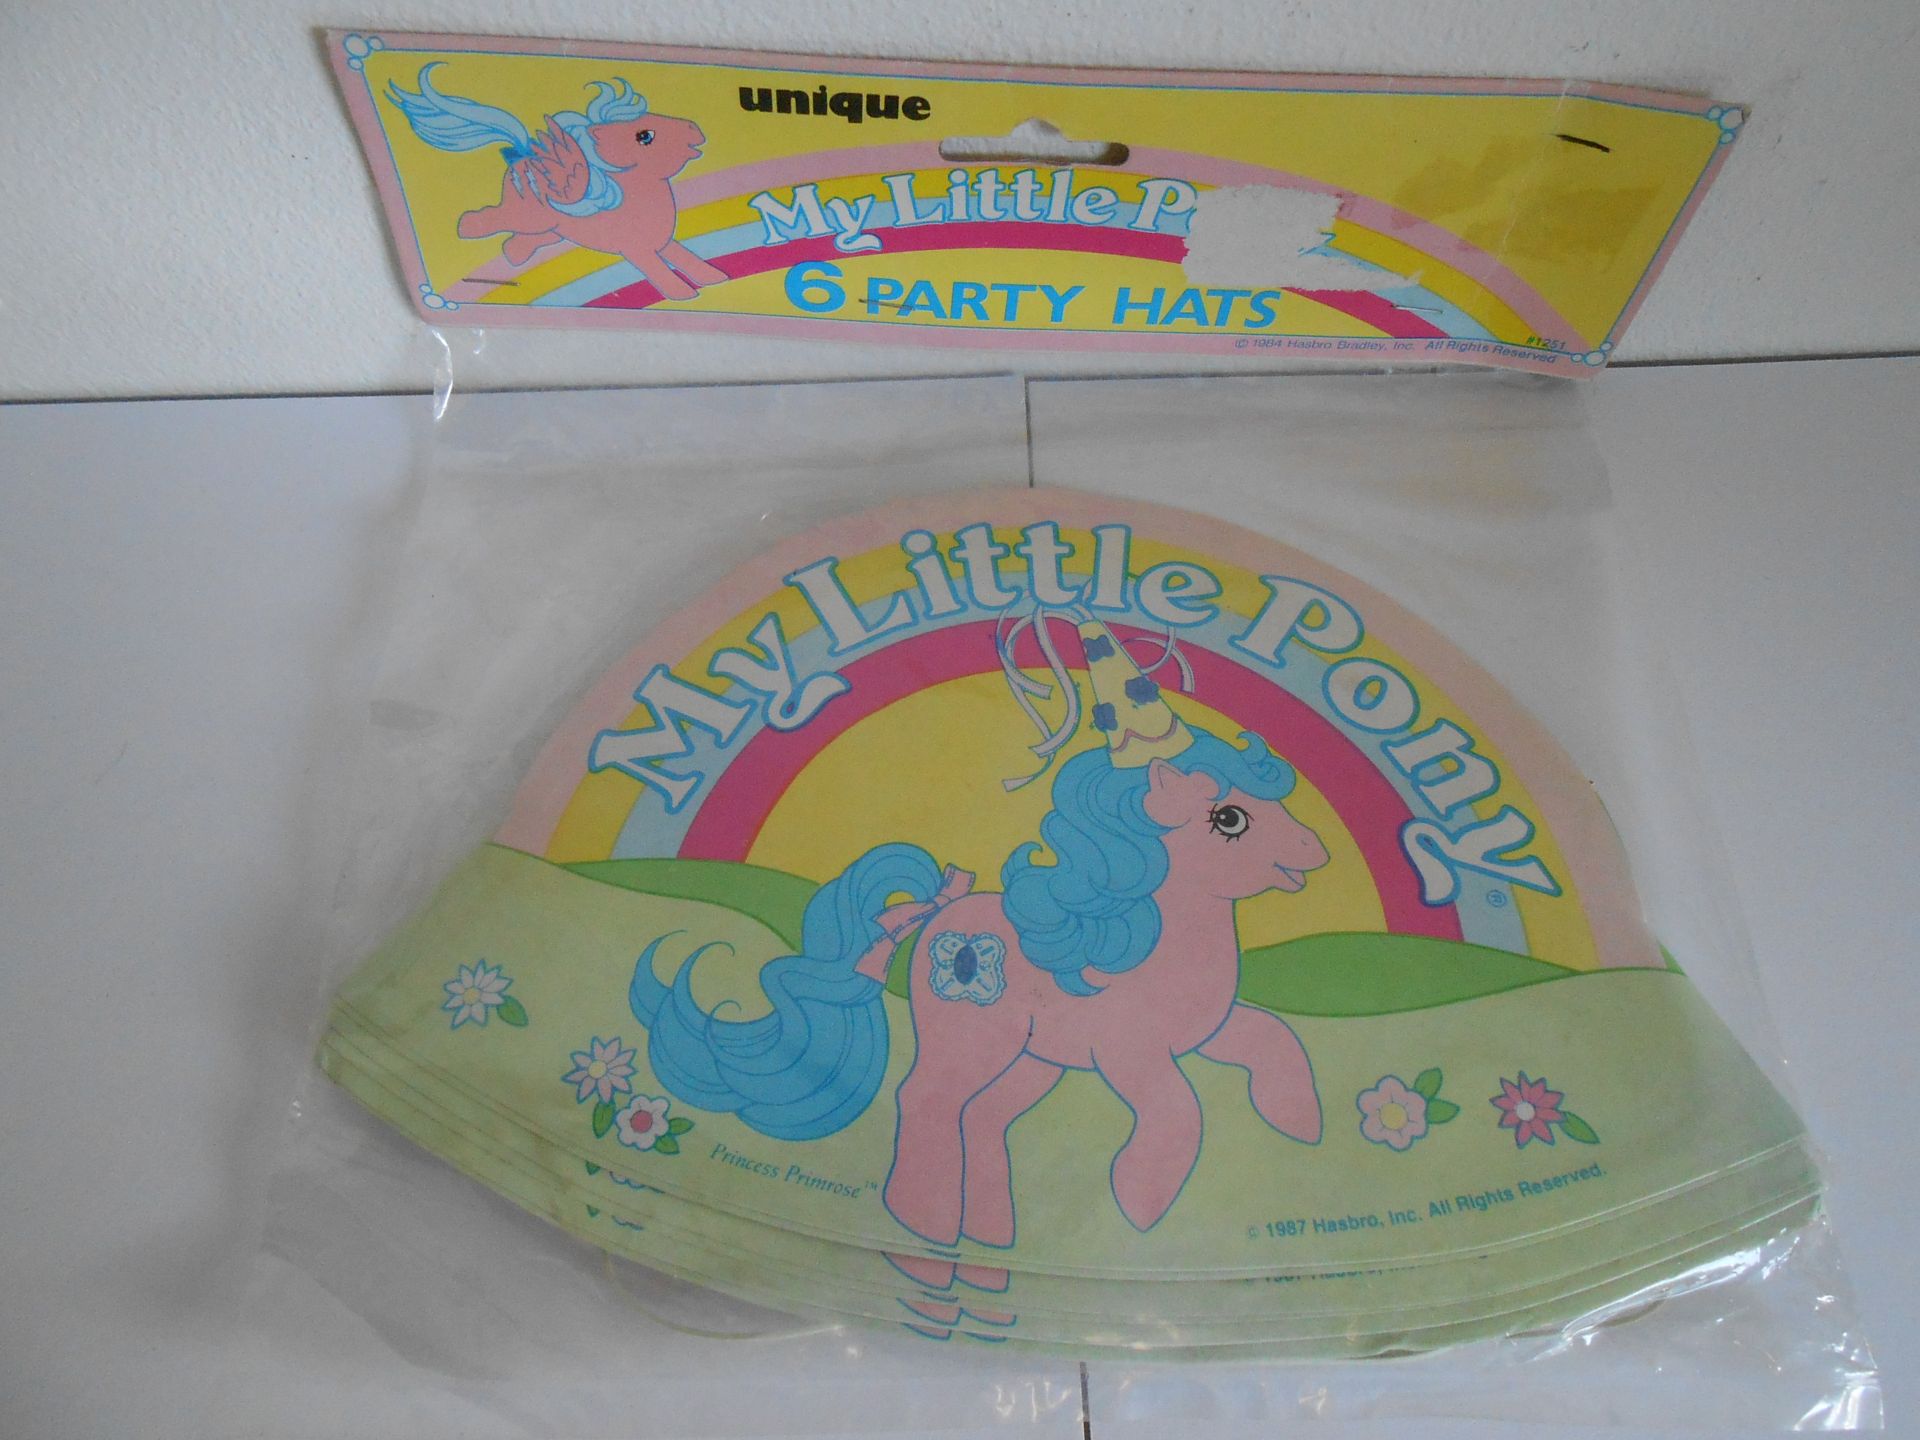 unique
My Little P
6 PARTY HATS
#1251
© 1984 Hasbro Bradley, Inc. All Rights Reserved
My Little Pony ®
Princess Primrose™
© 1987 Hasbro, Inc. All Rights Reserved.